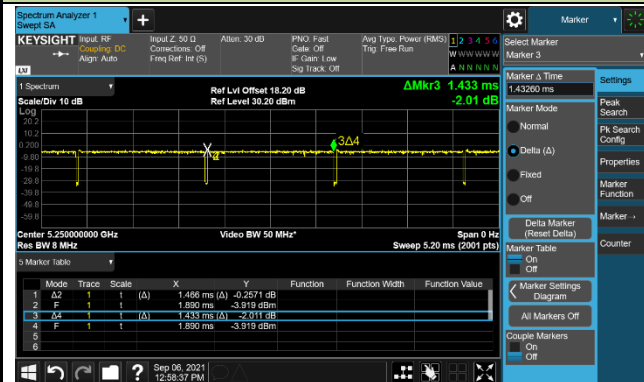 Spectrum Analyzer 1
Swept SA
Marker
KEYSIGHT Input: RF
Coupling: DC
Align: Auto
Input Z: 50 Ω
Corrections: Off
Freq Ref: Int (S)
Atten: 30 dB
PNO: Fast
Gate: Off
IF Gain: Low
Sig Track: Off
Avg Type: Power (RMS)
Trig: Free Run
1 2 3 4 5 6
W W W W W W
A N N N N N
LXI
1 Spectrum
Scale/Div 10 dB
Ref Lvl Offset 18.20 dB
Ref Level 30.20 dBm
ΔMkr3 1.433 ms
-2.01 dB
Log
20.2
10.2
0.200
-9.80
-19.8
-29.8
-39.8
-49.8
-59.8
3Δ4
Center 5.250000000 GHz
Res BW 8 MHz
Video BW 50 MHz*
Span 0 Hz
Sweep 5.20 ms (2001 pts)
5 Marker Table
Mode Trace Scale X Y Function Function Width Function Value
1 Δ2 1 t (Δ) 1.466 ms (Δ) -0.2571 dB
2 F 1 t 1.890 ms -3.919 dBm
3 Δ4 1 t (Δ) 1.433 ms (Δ) -2.011 dB
4 F 1 t 1.890 ms -3.919 dBm
5
6
Sep 06, 2021
12:58:37 PM
Select Marker
Marker 3
Marker Δ Time
1.43260 ms
Marker Mode
Normal
Delta (Δ)
Fixed
Off
Delta Marker
(Reset Delta)
Marker Table
On
Off
Marker Settings
Diagram
All Markers Off
Couple Markers
On
Off
Settings
Peak
Search
Pk Search
Config
Properties
Marker
Function
Marker→
Counter